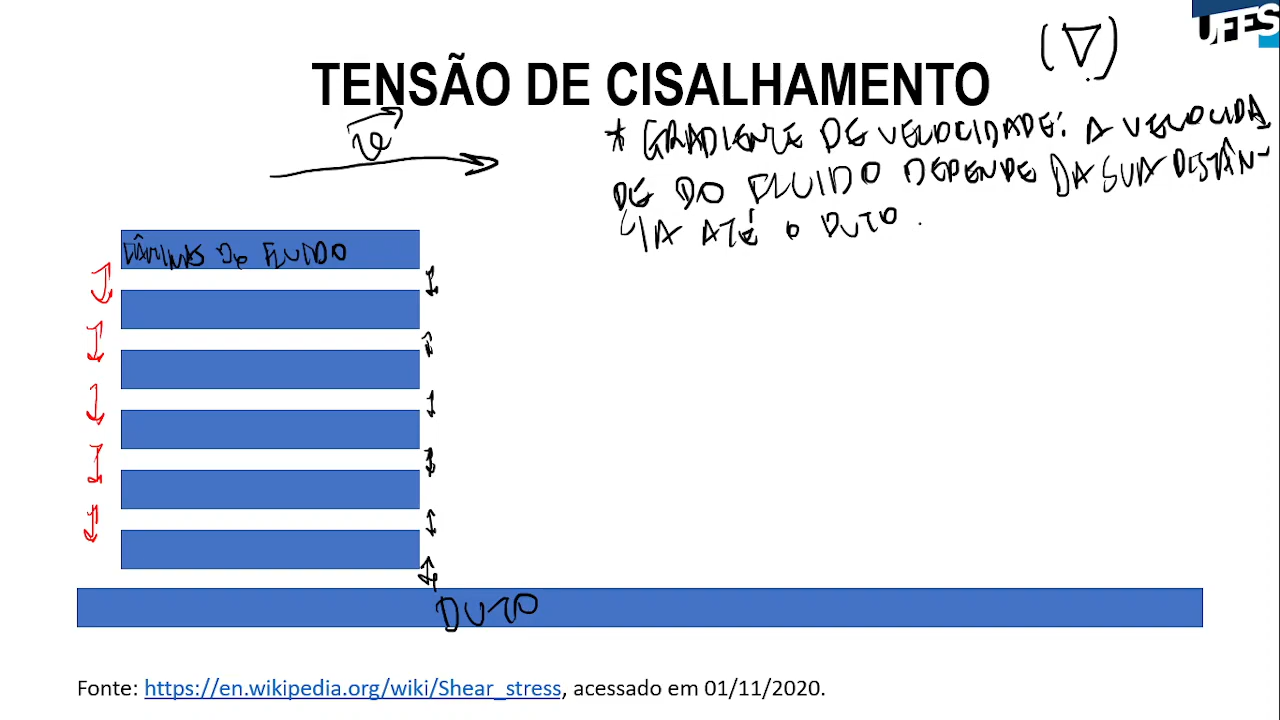 UFES
(∇)
TENSÃO DE CISALHAMENTO
v
* GRADIENTE DE VELOCIDADE: A VELOCIDA
DE DO FLUIDO DEPENDE DA SUA DISTÂN-
CIA ATÉ O DUTO.
LÂMINAS DE FLUIDO
DUTO
Fonte: https://en.wikipedia.org/wiki/Shear_stress, acessado em 01/11/2020.